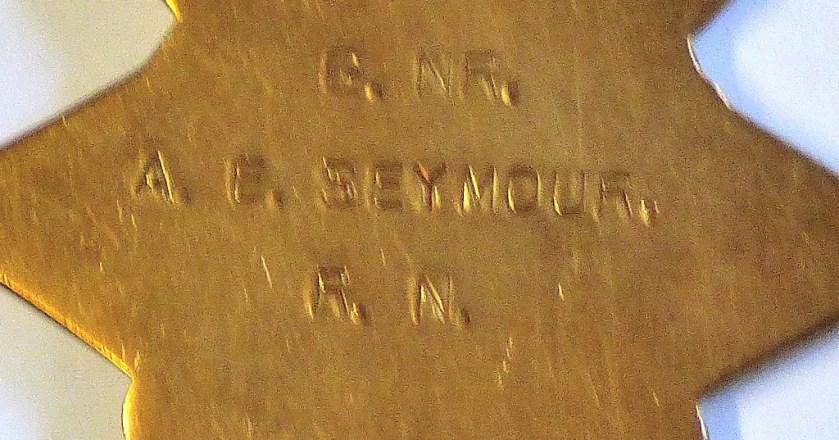 G. NR.
A. E. SEYMOUR.
R. N.